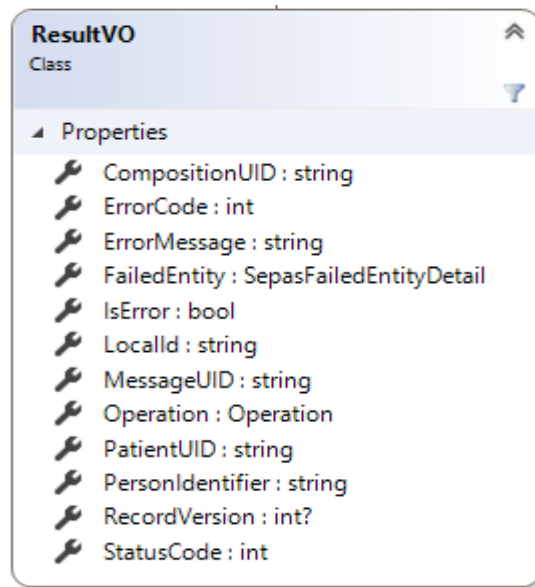 ResultVO
Class
Properties
CompositionUID : string
ErrorCode : int
ErrorMessage : string
FailedEntity : SepasFailedEntityDetail
IsError : bool
LocalId : string
MessageUID : string
Operation : Operation
PatientUID : string
PersonIdentifier : string
RecordVersion : int?
StatusCode : int